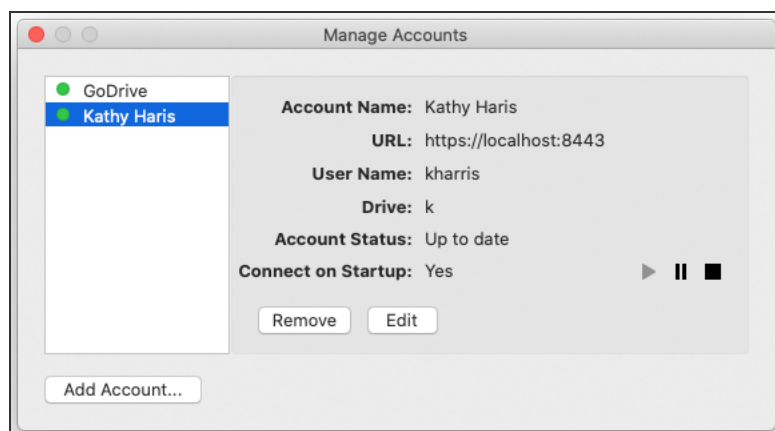 Manage Accounts
GoDrive
Kathy Haris
Account Name: Kathy Haris
URL: https://localhost:8443
User Name: kharris
Drive: k
Account Status: Up to date
Connect on Startup: Yes
Remove Edit
Add Account...